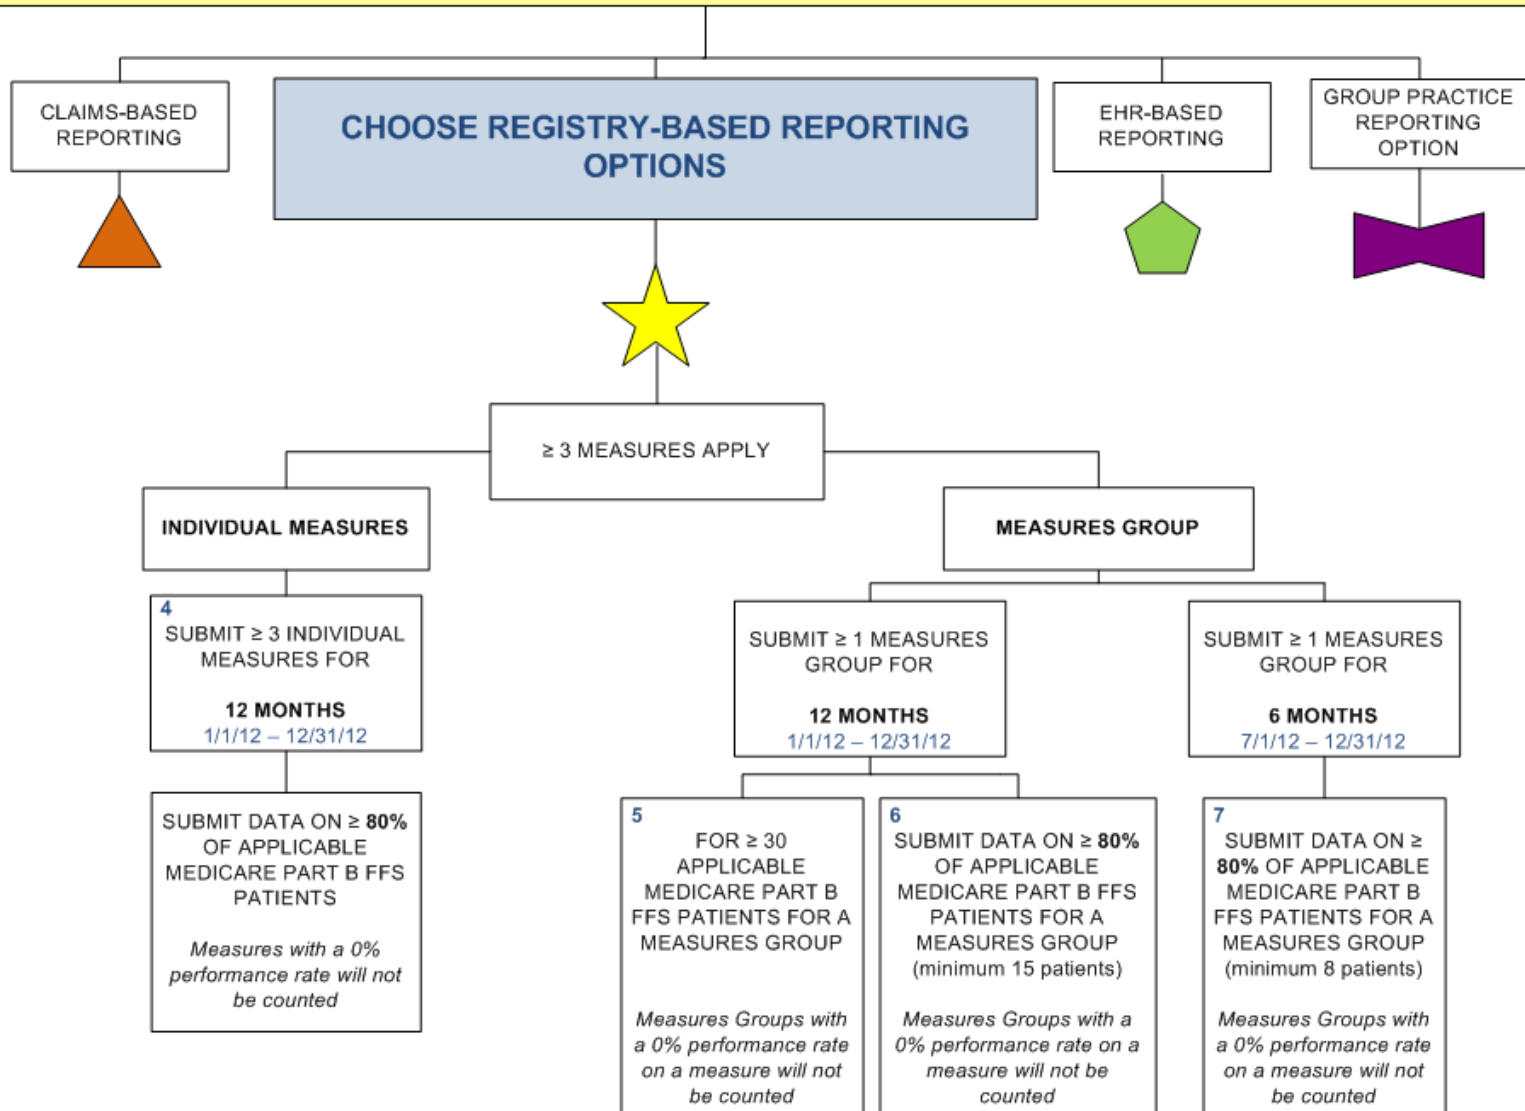 CLAIMS-BASED
REPORTING
CHOOSE REGISTRY-BASED REPORTING
OPTIONS
EHR-BASED
REPORTING
GROUP PRACTICE
REPORTING
OPTION
≥ 3 MEASURES APPLY
INDIVIDUAL MEASURES
MEASURES GROUP
4
SUBMIT ≥ 3 INDIVIDUAL
MEASURES FOR
12 MONTHS
1/1/12 – 12/31/12
SUBMIT ≥ 1 MEASURES
GROUP FOR
12 MONTHS
1/1/12 – 12/31/12
SUBMIT ≥ 1 MEASURES
GROUP FOR
6 MONTHS
7/1/12 – 12/31/12
SUBMIT DATA ON ≥ 80%
OF APPLICABLE
MEDICARE PART B FFS
PATIENTS
Measures with a 0%
performance rate will not
be counted
5
FOR ≥ 30
APPLICABLE
MEDICARE PART B
FFS PATIENTS FOR A
MEASURES GROUP
Measures Groups with
a 0% performance rate
on a measure will not
be counted
6
SUBMIT DATA ON ≥ 80%
OF APPLICABLE
MEDICARE PART B FFS
PATIENTS FOR A
MEASURES GROUP
(minimum 15 patients)
Measures Groups with a
0% performance rate on a
measure will not be
counted
7
SUBMIT DATA ON ≥
80% OF APPLICABLE
MEDICARE PART B
FFS PATIENTS FOR A
MEASURES GROUP
(minimum 8 patients)
Measures Groups with
a 0% performance rate
on a measure will not
be counted